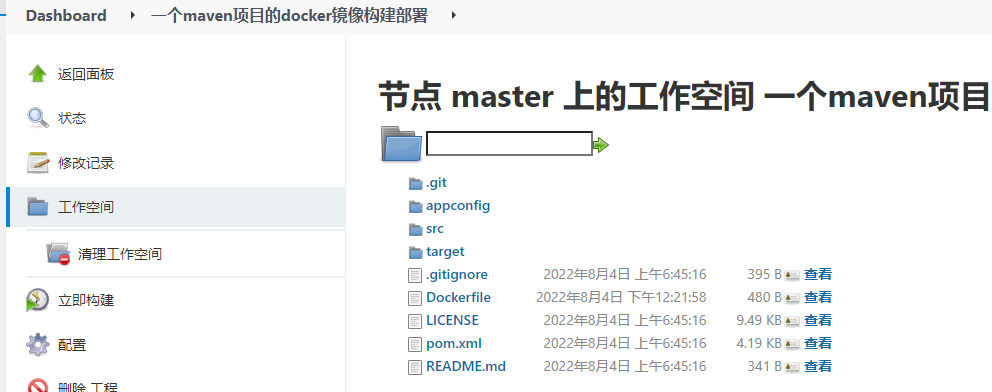 Dashboard 一个maven项目的docker镜像构建部署
返回面板
状态
修改记录
工作空间
清理工作空间
立即构建
配置
删除 工程
节点 master 上的工作空间 一个maven项目
.git
appconfig
src
target
.gitignore 2022年8月4日 上午6:45:16 395 B 查看
Dockerfile 2022年8月4日 下午12:21:58 480 B 查看
LICENSE 2022年8月4日 上午6:45:16 9.49 KB 查看
pom.xml 2022年8月4日 上午6:45:16 4.19 KB 查看
README.md 2022年8月4日 上午6:45:16 341 B 查看